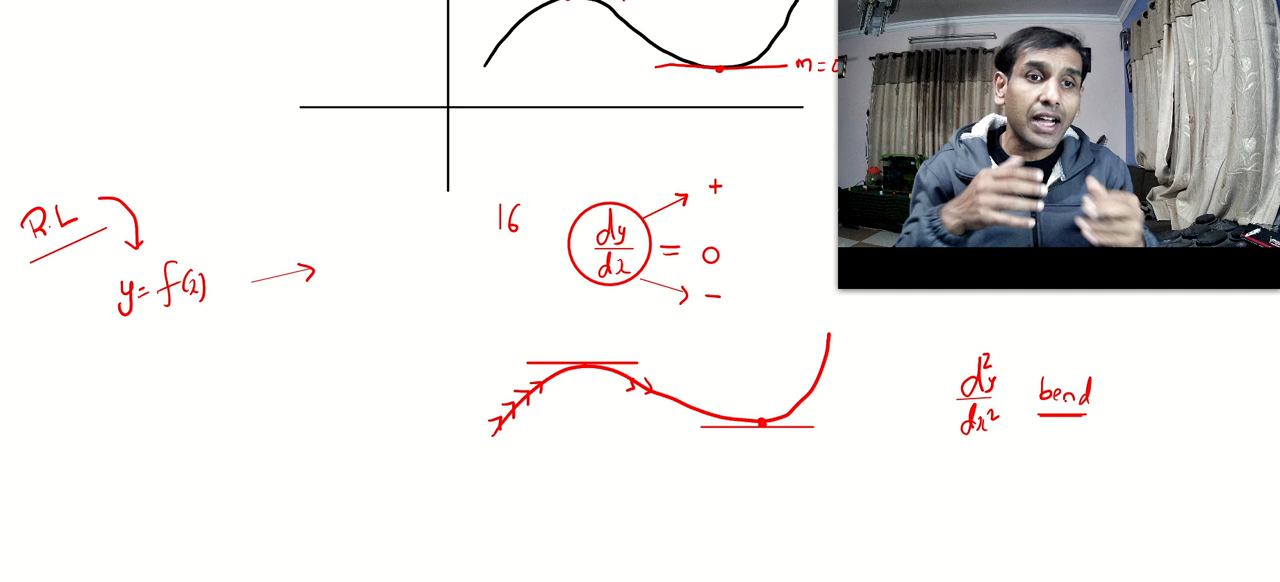 m = 0
R.L
y = f(x)
16
dy/dx = 0
+
-
d²y/dx² bend